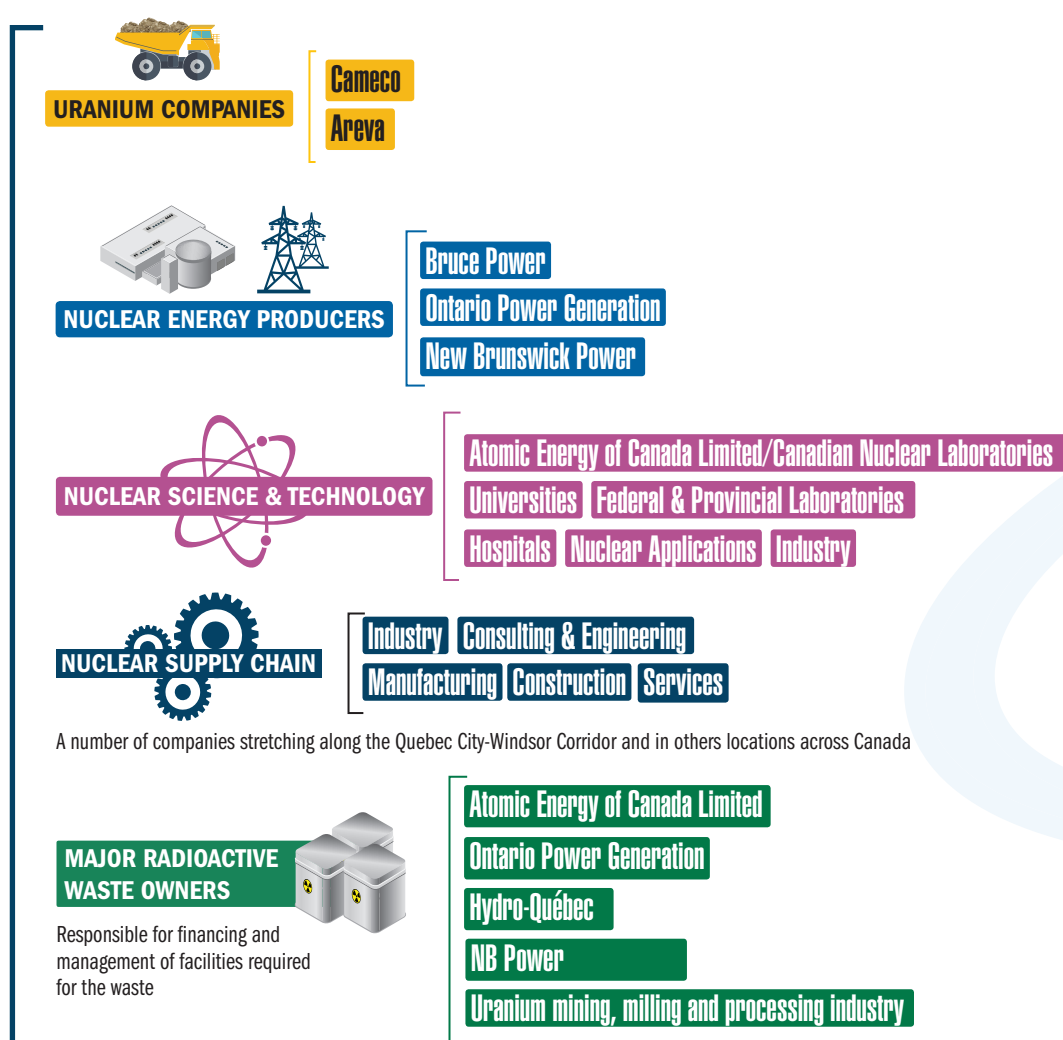 URANIUM COMPANIES
Cameco
Areva
NUCLEAR ENERGY PRODUCERS
Bruce Power
Ontario Power Generation
New Brunswick Power
NUCLEAR SCIENCE & TECHNOLOGY
Atomic Energy of Canada Limited/Canadian Nuclear Laboratories
Universities Federal & Provincial Laboratories
Hospitals Nuclear Applications Industry
NUCLEAR SUPPLY CHAIN
Industry Consulting & Engineering
Manufacturing Construction Services
A number of companies stretching along the Quebec City-Windsor Corridor and in others locations across Canada
MAJOR RADIOACTIVE
WASTE OWNERS
Responsible for financing and
management of facilities required
for the waste
Atomic Energy of Canada Limited
Ontario Power Generation
Hydro-Québec
NB Power
Uranium mining, milling and processing industry